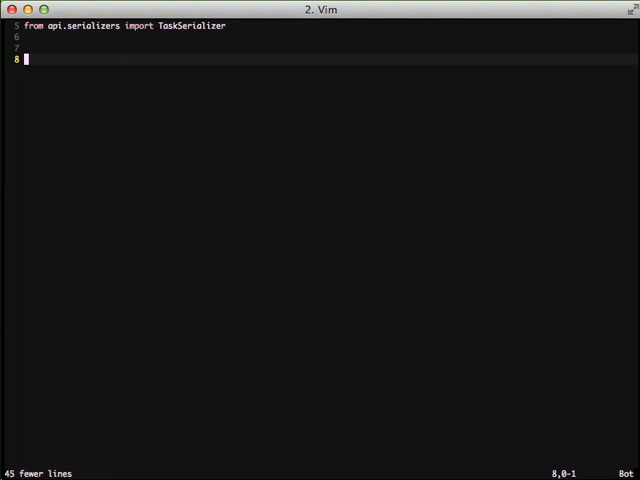 2. Vim
5 from api.serializers import TaskSerializer
6
7
8
45 fewer lines 8,0-1 Bot